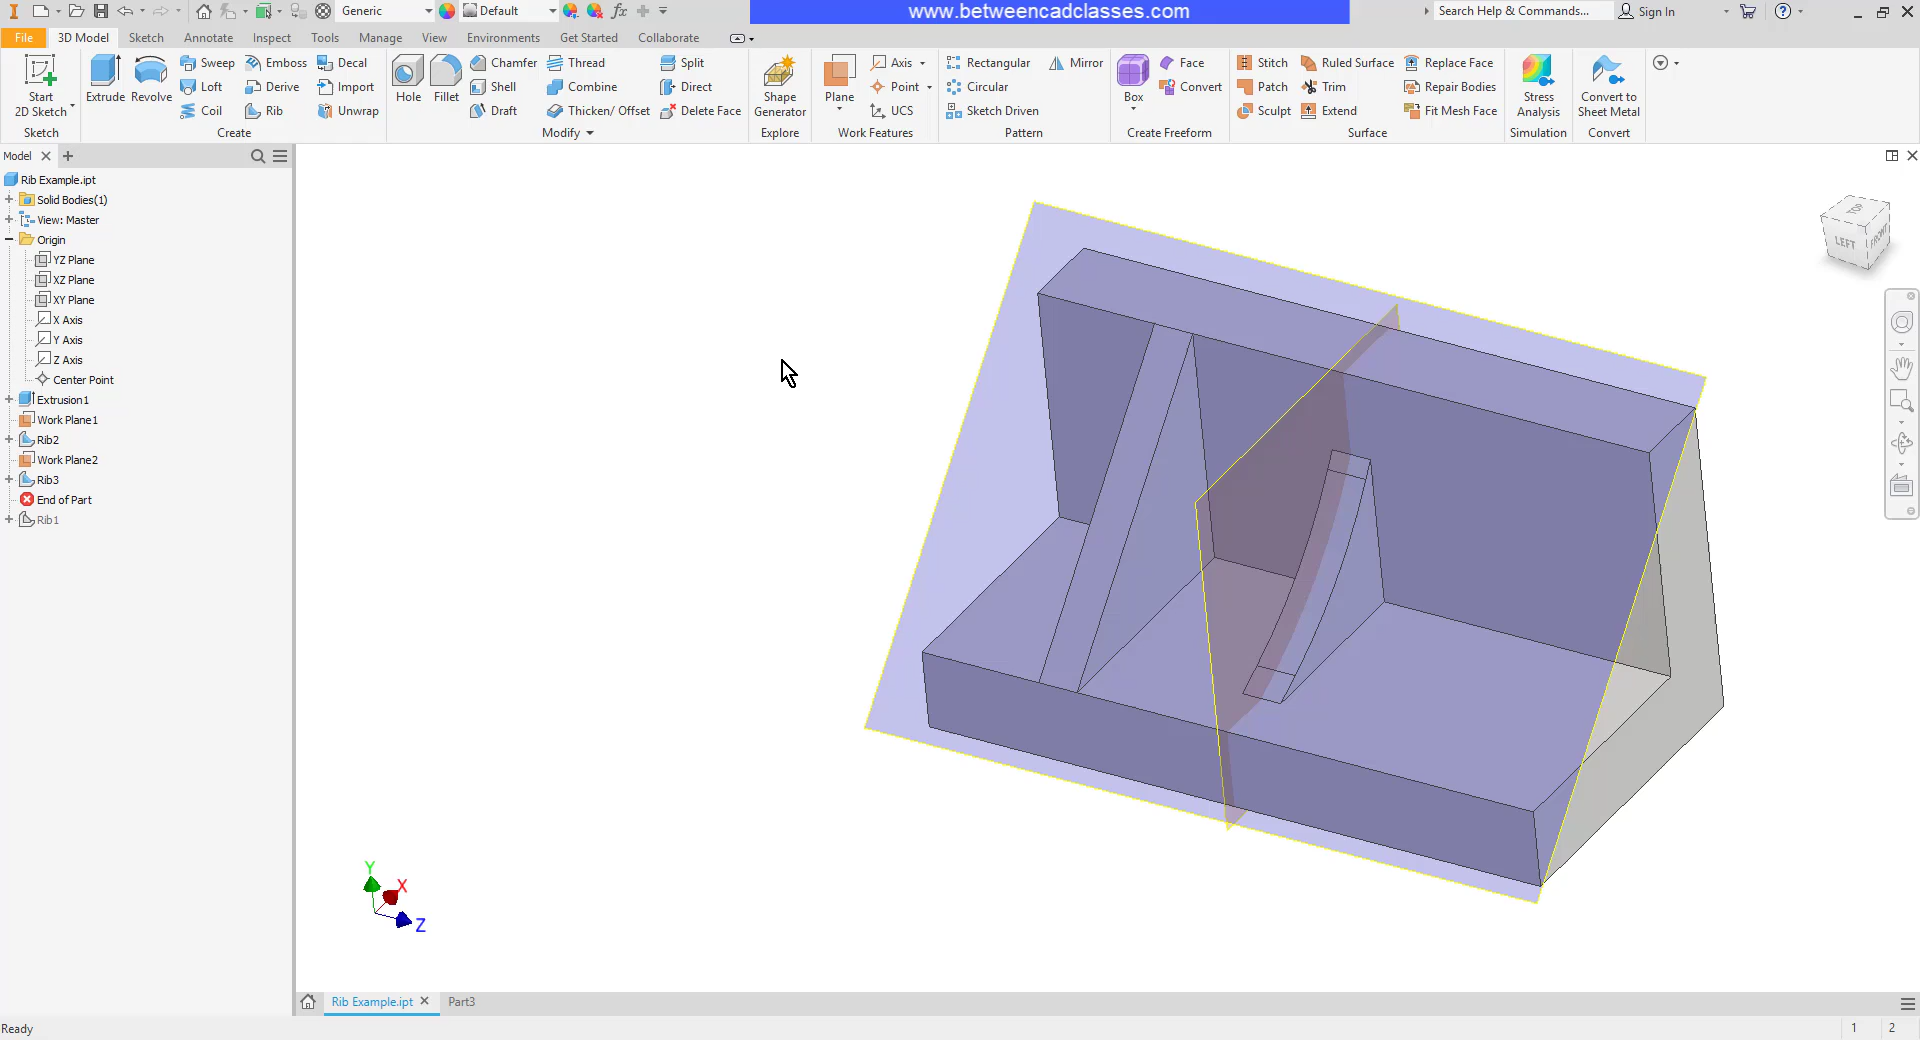 Generic
Default
www.betweencadclasses.com
Search Help & Commands...
Sign In
File
3D Model
Sketch
Annotate
Inspect
Tools
Manage
View
Environments
Get Started
Collaborate
Start
2D Sketch
Sketch
Extrude
Revolve
Sweep
Loft
Coil
Emboss
Derive
Rib
Decal
Import
Unwrap
Create
Hole
Fillet
Chamfer
Shell
Draft
Thread
Combine
Thicken/ Offset
Split
Direct
Delete Face
Modify
Shape
Generator
Explore
Plane
Axis
Point
UCS
Work Features
Rectangular
Circular
Sketch Driven
Mirror
Pattern
Box
Face
Convert
Create Freeform
Stitch
Patch
Sculpt
Ruled Surface
Trim
Extend
Replace Face
Repair Bodies
Fit Mesh Face
Surface
Stress
Analysis
Simulation
Convert to
Sheet Metal
Convert
Model
Rib Example.ipt
Solid Bodies(1)
View: Master
Origin
YZ Plane
XZ Plane
XY Plane
X Axis
Y Axis
Z Axis
Center Point
Extrusion1
Work Plane1
Rib2
Work Plane2
Rib3
End of Part
Rib1
TOP
LEFT
FRONT
Y
X
Z
Rib Example.ipt
Part3
Ready
1
2